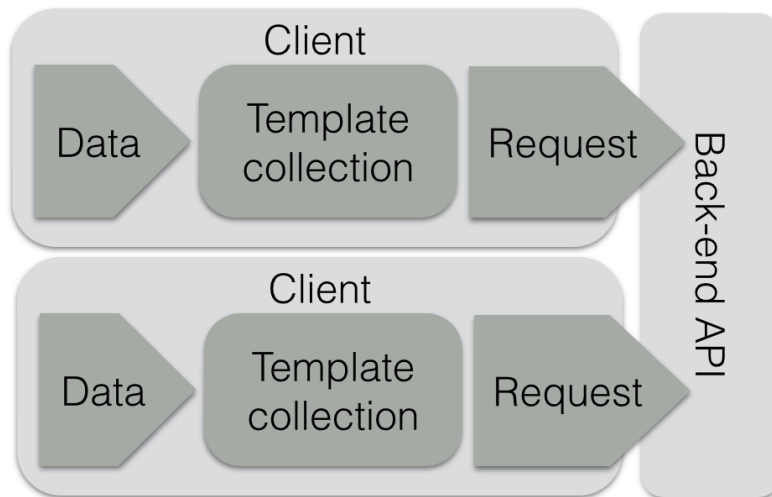 Client
Data
Template
collection
Request
Client
Data
Template
collection
Request
Back-end API